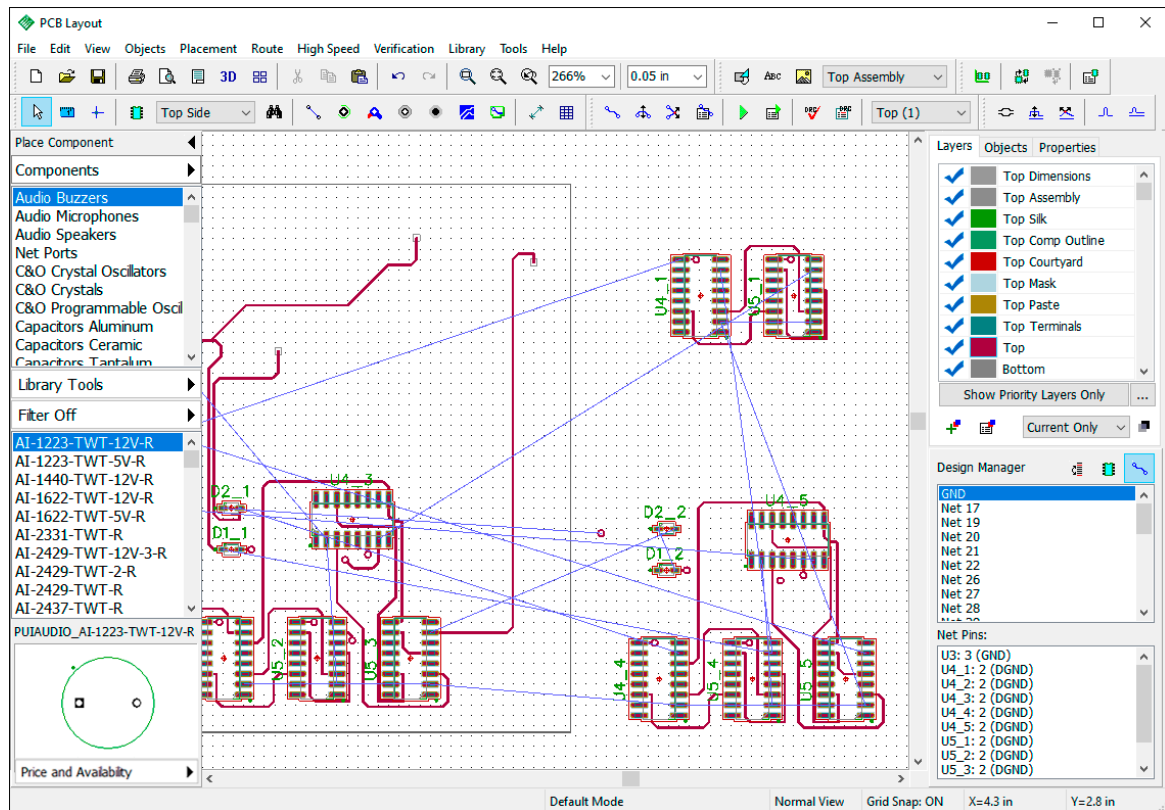 PCB Layout
File Edit View Objects Placement Route High Speed Verification Library Tools Help
3D 266% 0.05 in ABC Top Assembly
Top Side DRC DRC Top (1)
Place Component
Components
Audio Buzzers
Audio Microphones
Audio Speakers
Net Ports
C&O Crystal Oscillators
C&O Crystals
C&O Programmable Oscil
Capacitors Aluminum
Capacitors Ceramic
Capacitors Tantalum
Library Tools
Filter Off
AI-1223-TWT-12V-R
AI-1223-TWT-5V-R
AI-1440-TWT-12V-R
AI-1622-TWT-12V-R
AI-1622-TWT-5V-R
AI-2331-TWT-R
AI-2429-TWT-12V-3-R
AI-2429-TWT-2-R
AI-2429-TWT-R
AI-2437-TWT-R
PUIAUDIO_AI-1223-TWT-12V-R
Price and Availability
U4_1
U5_1
U4_3
D2_1
D1_1
U5_2
U5_3
D2_2
D1_2
U4_5
U4_4
U5_4
U5_5
Layers Objects Properties
Top Dimensions
Top Assembly
Top Silk
Top Comp Outline
Top Courtyard
Top Mask
Top Paste
Top Terminals
Top
Bottom
Show Priority Layers Only ...
Current Only
Design Manager
GND
Net 17
Net 19
Net 20
Net 21
Net 22
Net 26
Net 27
Net 28
Net Pins:
U3: 3 (GND)
U4_1: 2 (DGND)
U4_2: 2 (DGND)
U4_3: 2 (DGND)
U4_4: 2 (DGND)
U4_5: 2 (DGND)
U5_1: 2 (DGND)
U5_2: 2 (DGND)
U5_3: 2 (DGND)
Default Mode Normal View Grid Snap: ON X=4.3 in Y=2.8 in